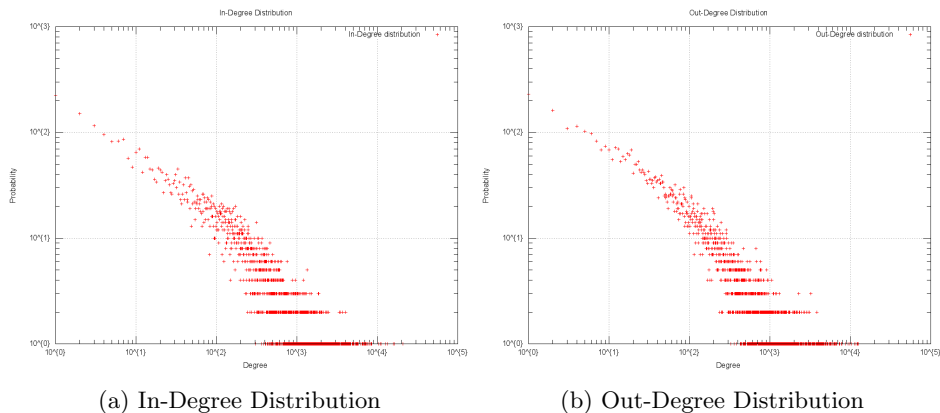 In-Degree Distribution
In-Degree distribution
Probability
10^{3}
10^{2}
10^{1}
10^{0}
10^{0} 10^{1} 10^{2} 10^{3} 10^{4} 10^{5}
Degree
(a) In-Degree Distribution
Out-Degree Distribution
Out-Degree distribution
Probability
10^{3}
10^{2}
10^{1}
10^{0}
10^{0} 10^{1} 10^{2} 10^{3} 10^{4} 10^{5}
Degree
(b) Out-Degree Distribution